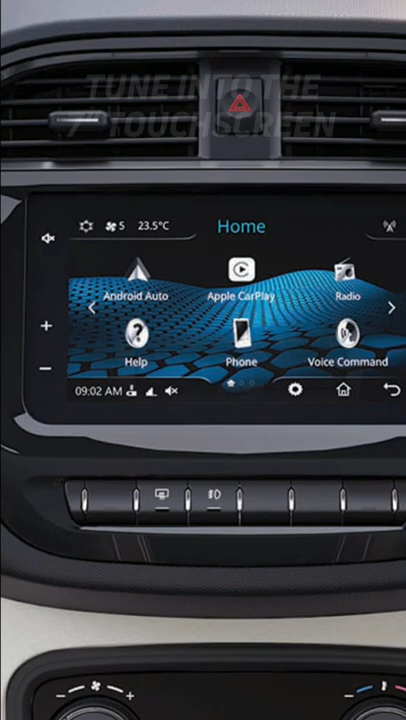 TUNE INTO THE
7" TOUCHSCREEN
5 23.5°C Home
Android Auto Apple CarPlay Radio
Help Phone Voice Command
09:02 AM